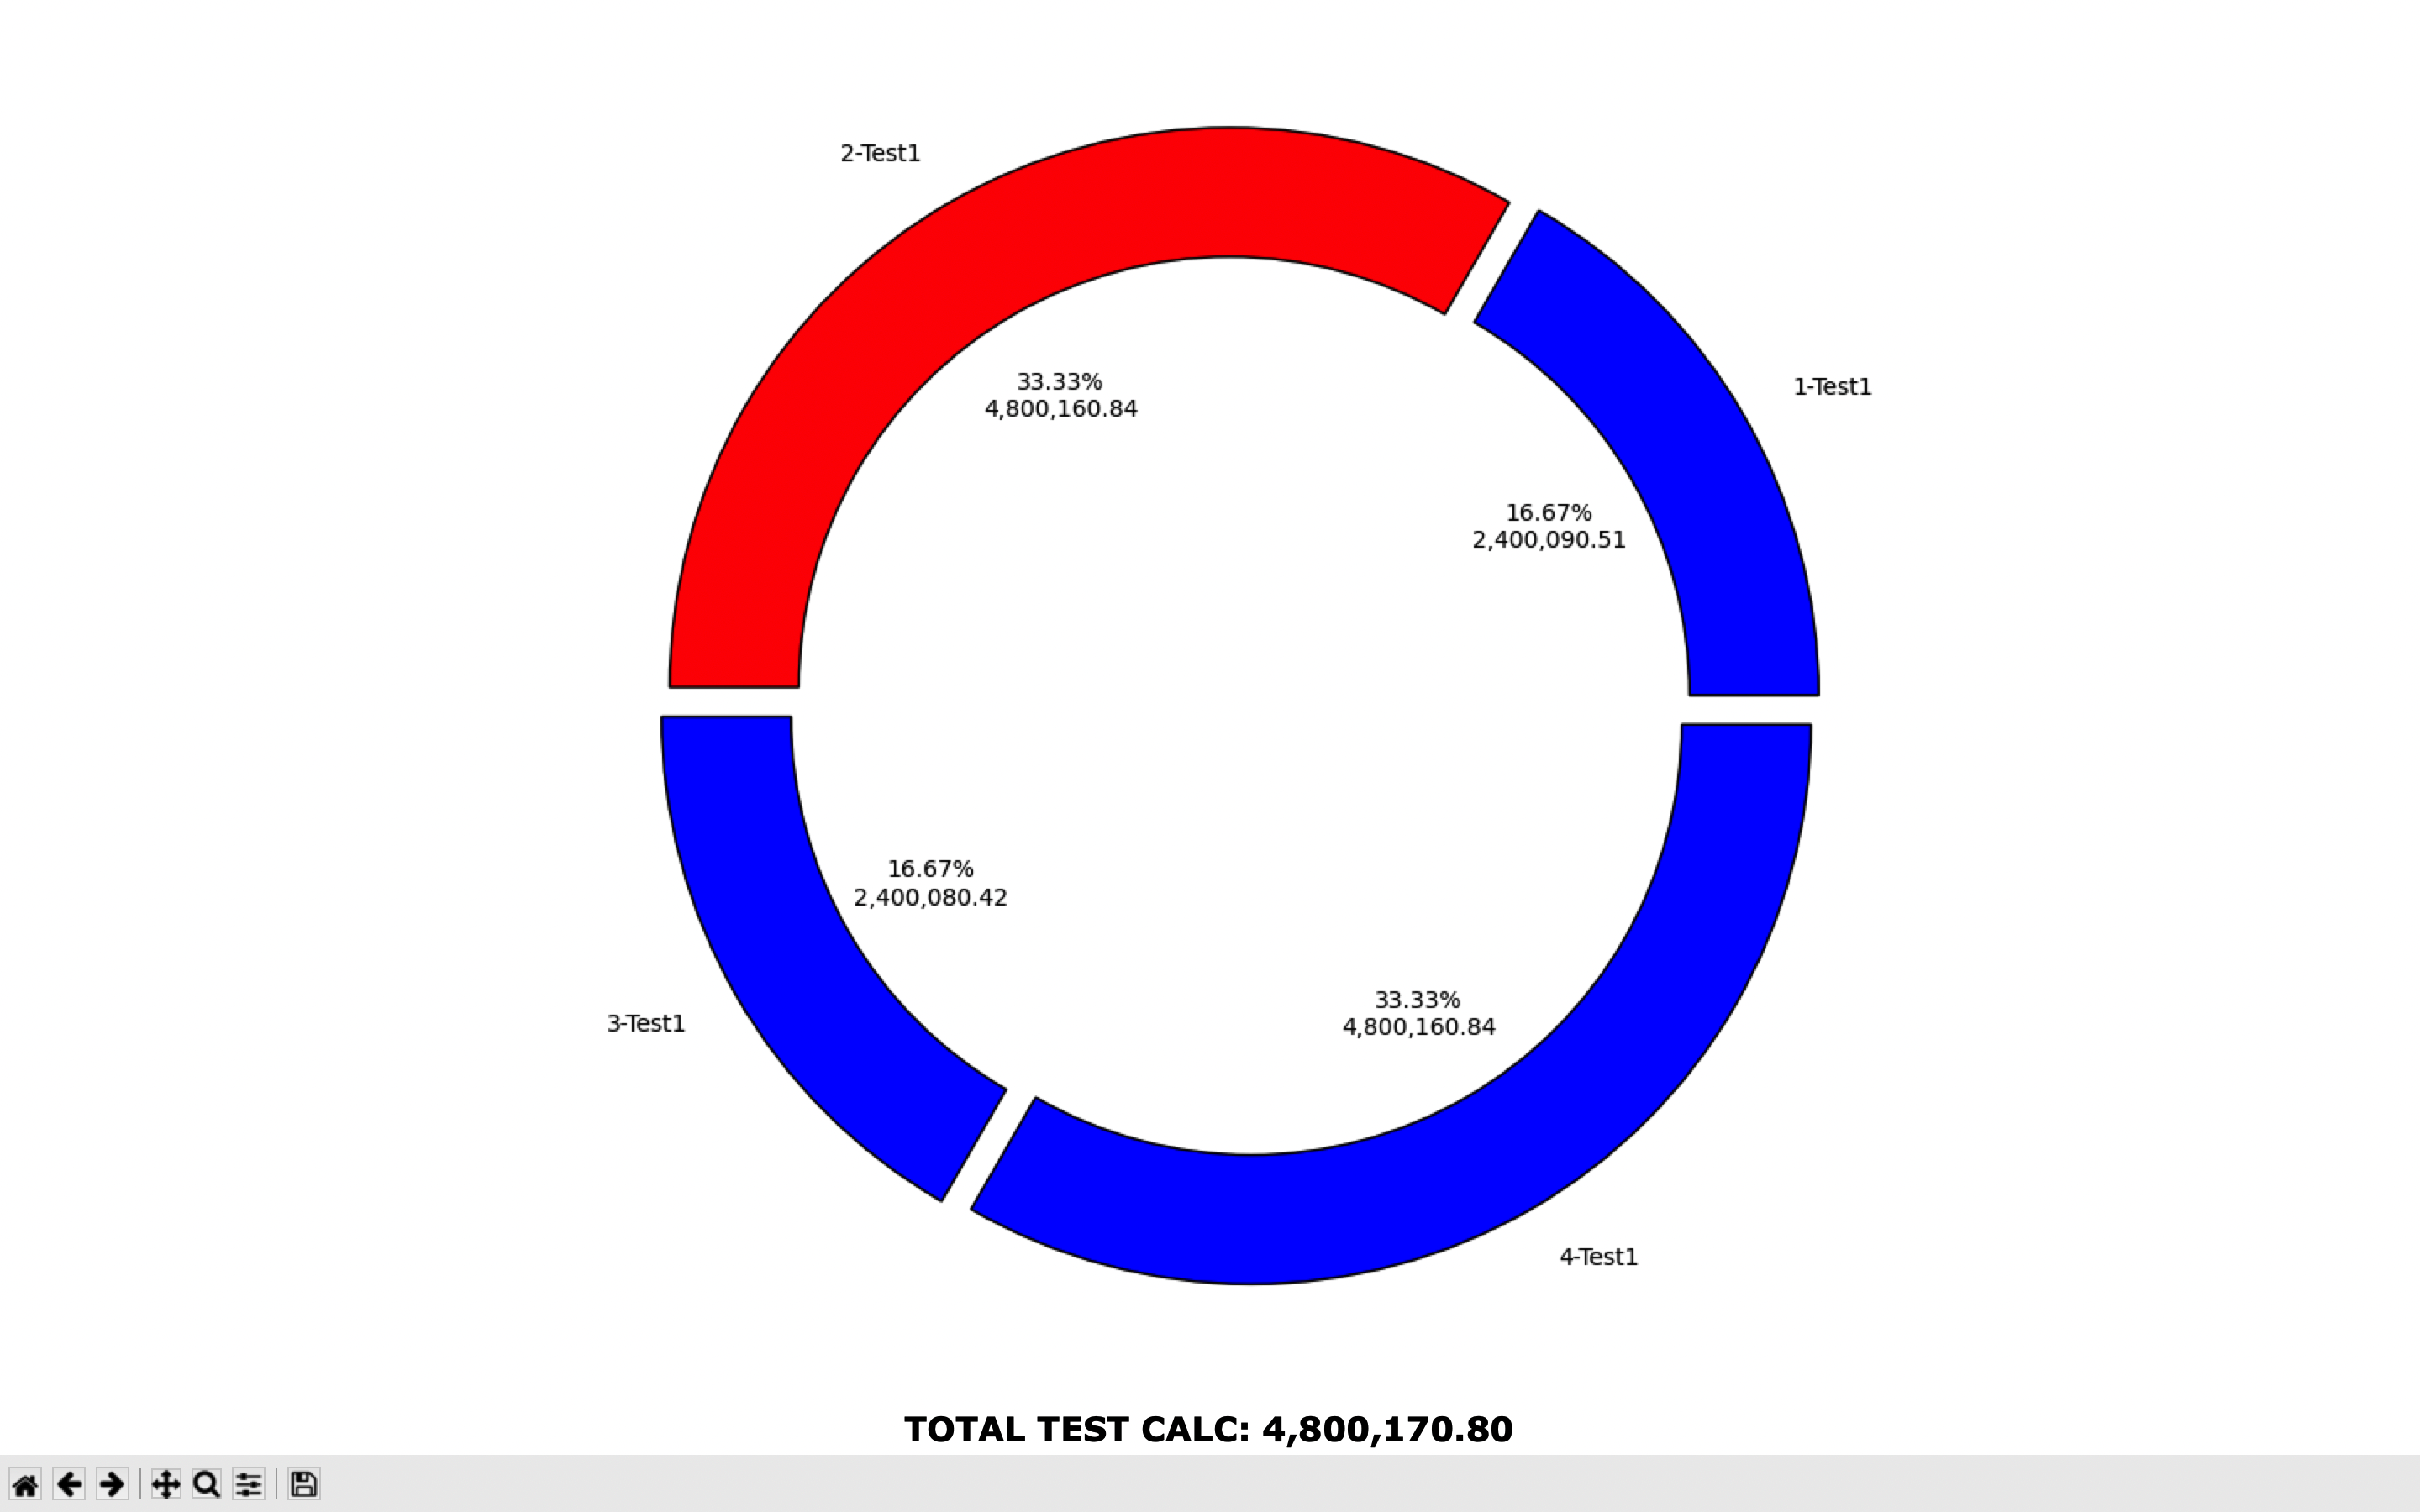 2-Test1
1-Test1
33.33%
4,800,160.84
16.67%
2,400,090.51
16.67%
2,400,080.42
3-Test1
33.33%
4,800,160.84
4-Test1
TOTAL TEST CALC: 4,800,170.80